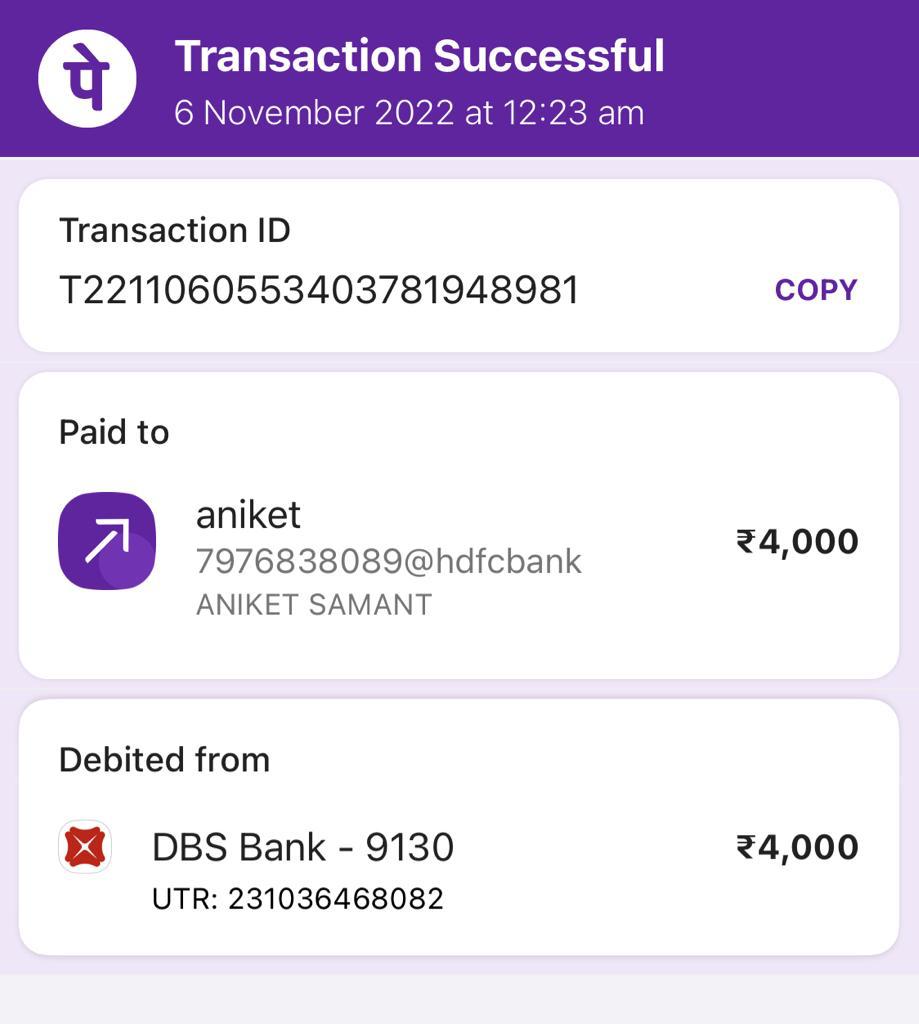 पे
Transaction Successful
6 November 2022 at 12:23 am
Transaction ID
T2211060553403781948981
COPY
Paid to
aniket
7976838089@hdfcbank
ANIKET SAMANT
₹4,000
Debited from
DBS Bank - 9130
₹4,000
UTR: 231036468082